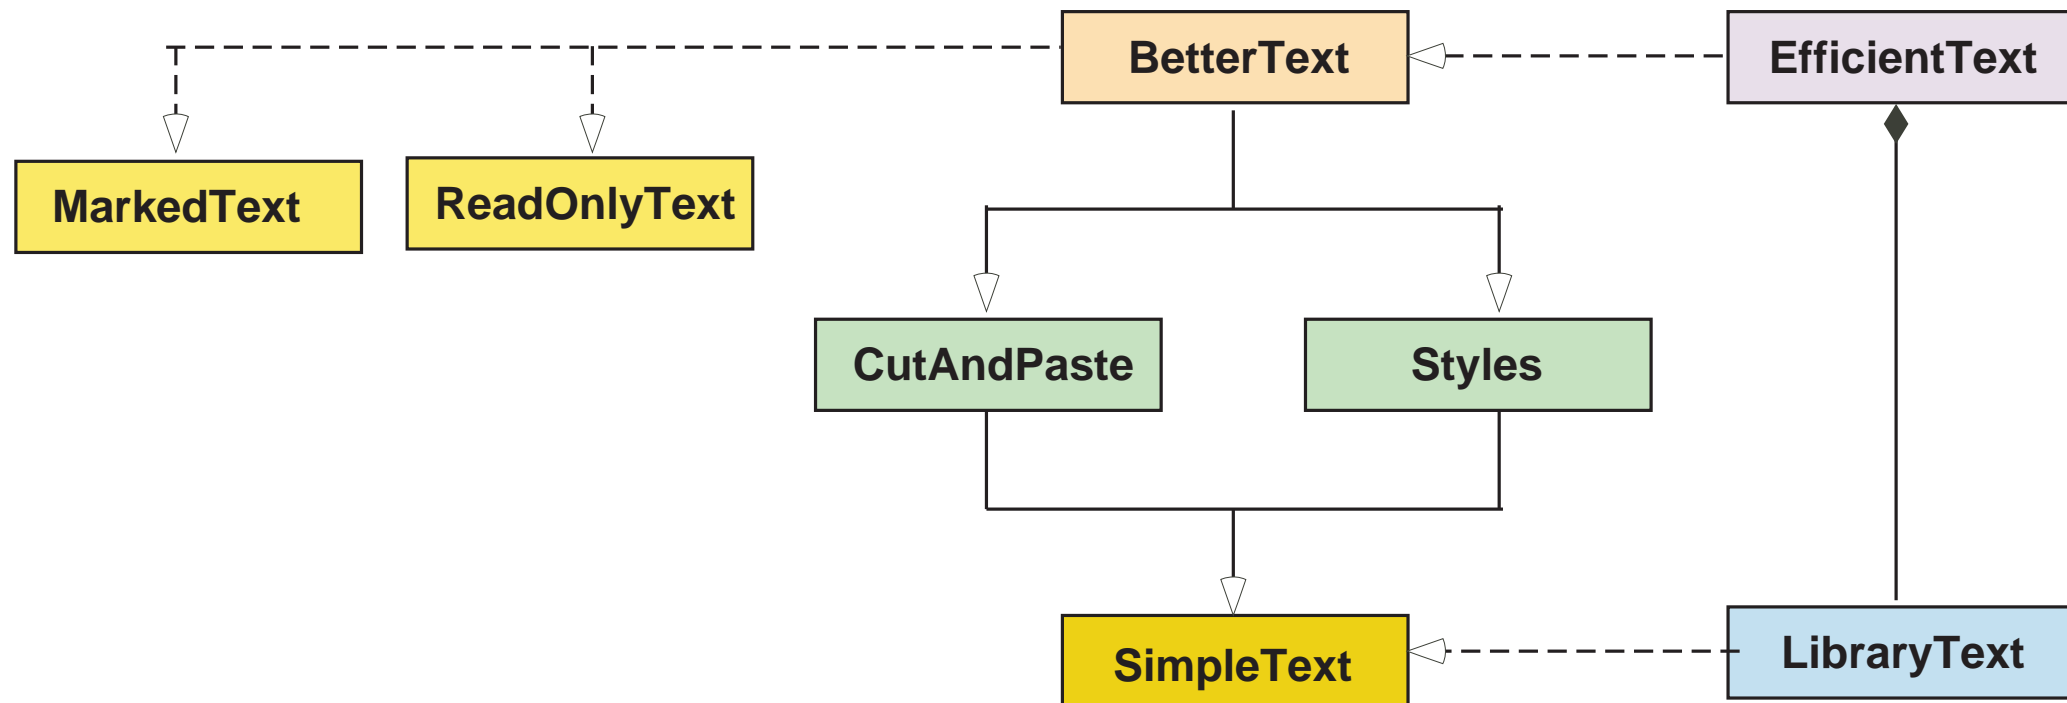 BetterText
EfficientText
MarkedText
ReadOnlyText
CutAndPaste
Styles
SimpleText
LibraryText